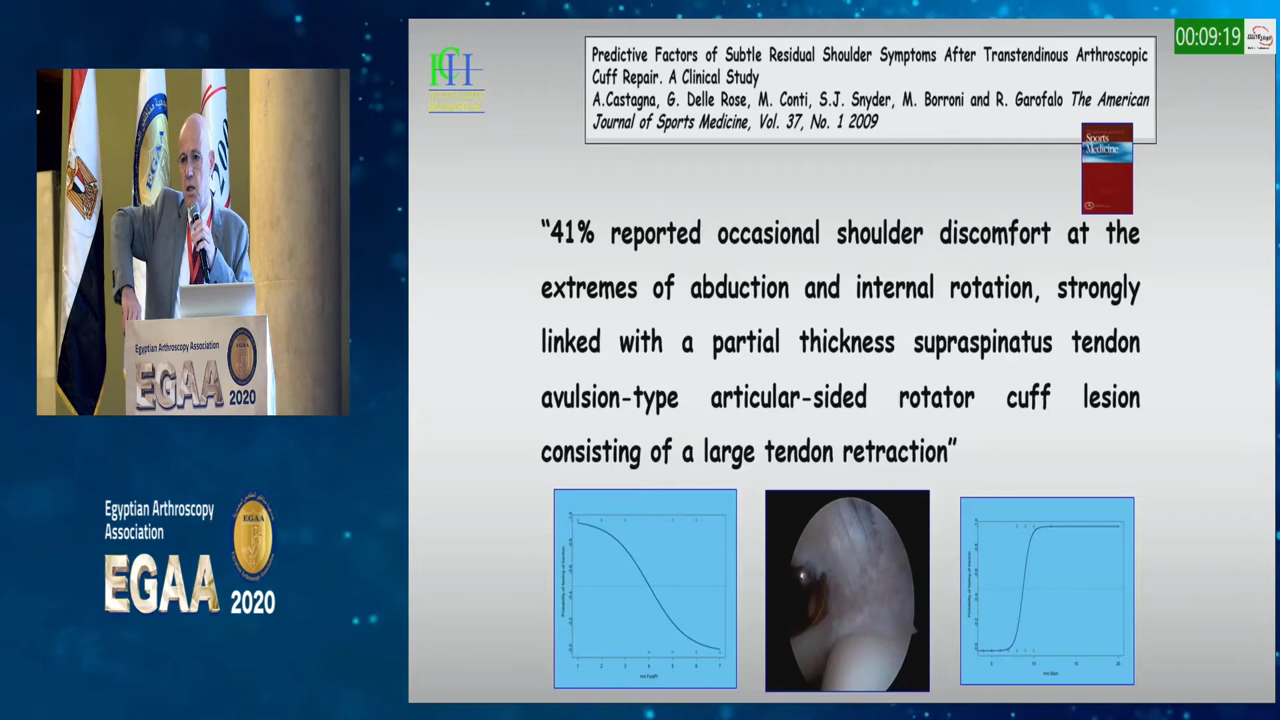 00:09:19
Predictive Factors of Subtle Residual Shoulder Symptoms After Transtendinous Arthroscopic
Cuff Repair. A Clinical Study
A.Castagna, G. Delle Rose, M. Conti, S.J. Snyder, M. Borroni and R. Garofalo The American
Journal of Sports Medicine, Vol. 37, No. 1 2009
Sports
Medicine
“41% reported occasional shoulder discomfort at the
extremes of abduction and internal rotation, strongly
linked with a partial thickness supraspinatus tendon
avulsion-type articular-sided rotator cuff lesion
consisting of a large tendon retraction”
Egyptian Arthroscopy Association
EGAA
2020
Egyptian Arthroscopy
Association
EGAA
EGAA
2020